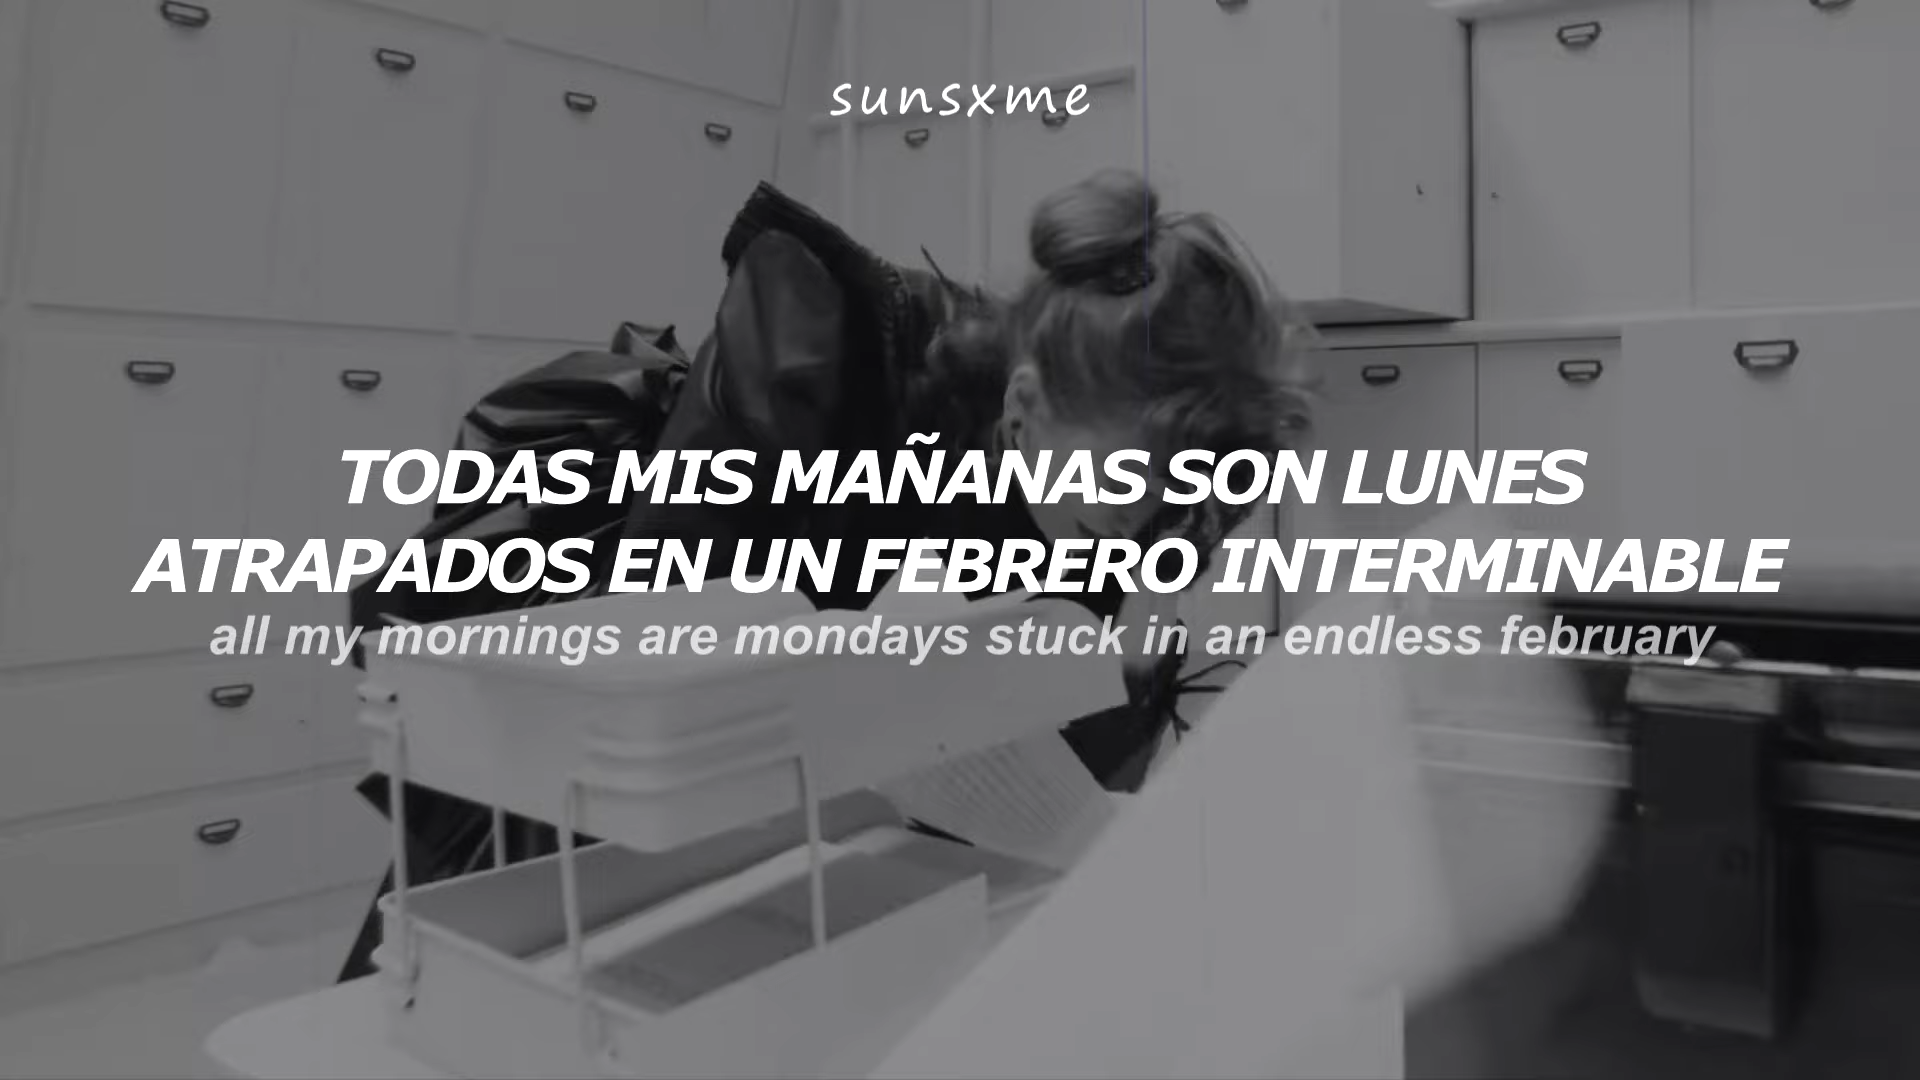 sunsxme
TODAS MIS MAÑANAS SON LUNES
ATRAPADOS EN UN FEBRERO INTERMINABLE
all my mornings are mondays stuck in an endless february